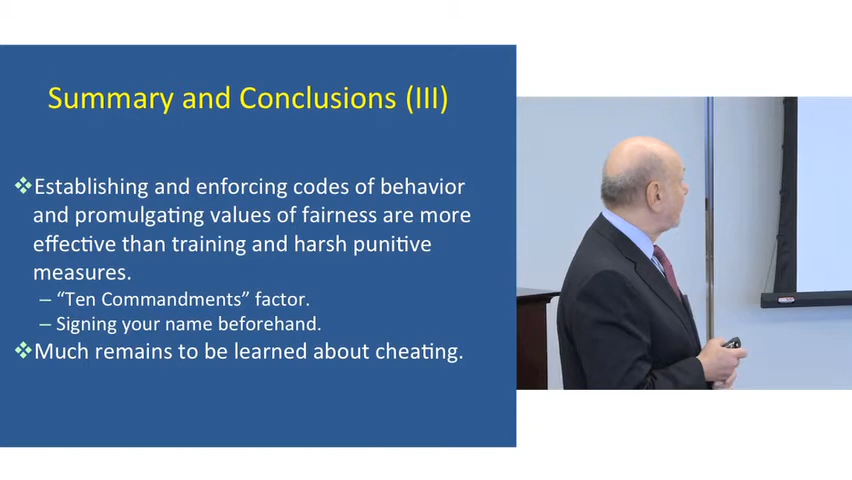 Summary and Conclusions (III)
❖Establishing and enforcing codes of behavior
and promulgating values of fairness are more
effective than training and harsh punitive
measures.
– “Ten Commandments” factor.
– Signing your name beforehand.
❖Much remains to be learned about cheating.